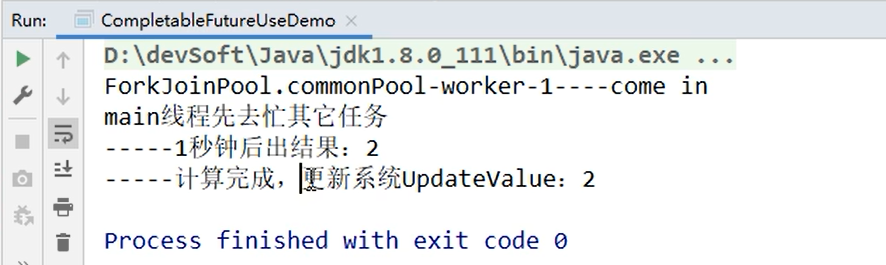 Run: CompletableFutureUseDemo
D:\devSoft\Java\jdk1.8.0_111\bin\java.exe ...
ForkJoinPool.commonPool-worker-1----come in
main线程先去忙其它任务
-----1秒钟后出结果：2
-----计算完成，更新系统UpdateValue：2
Process finished with exit code 0